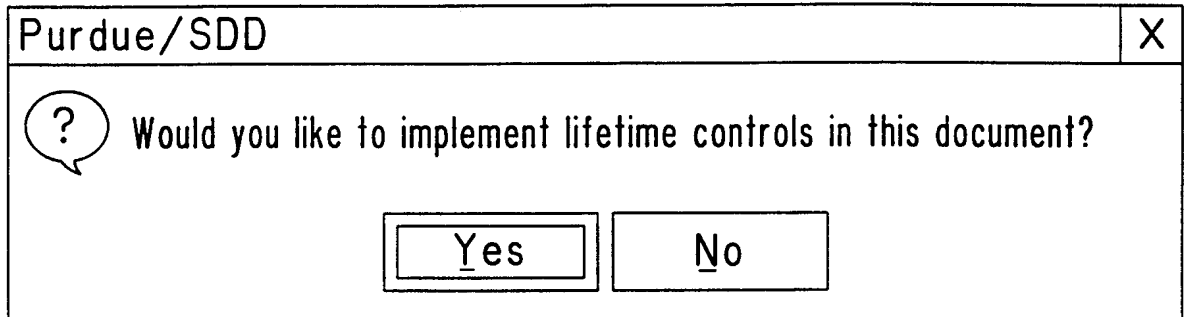 Purdue/SDD X
? Would you like to implement lifetime controls in this document?
Yes No